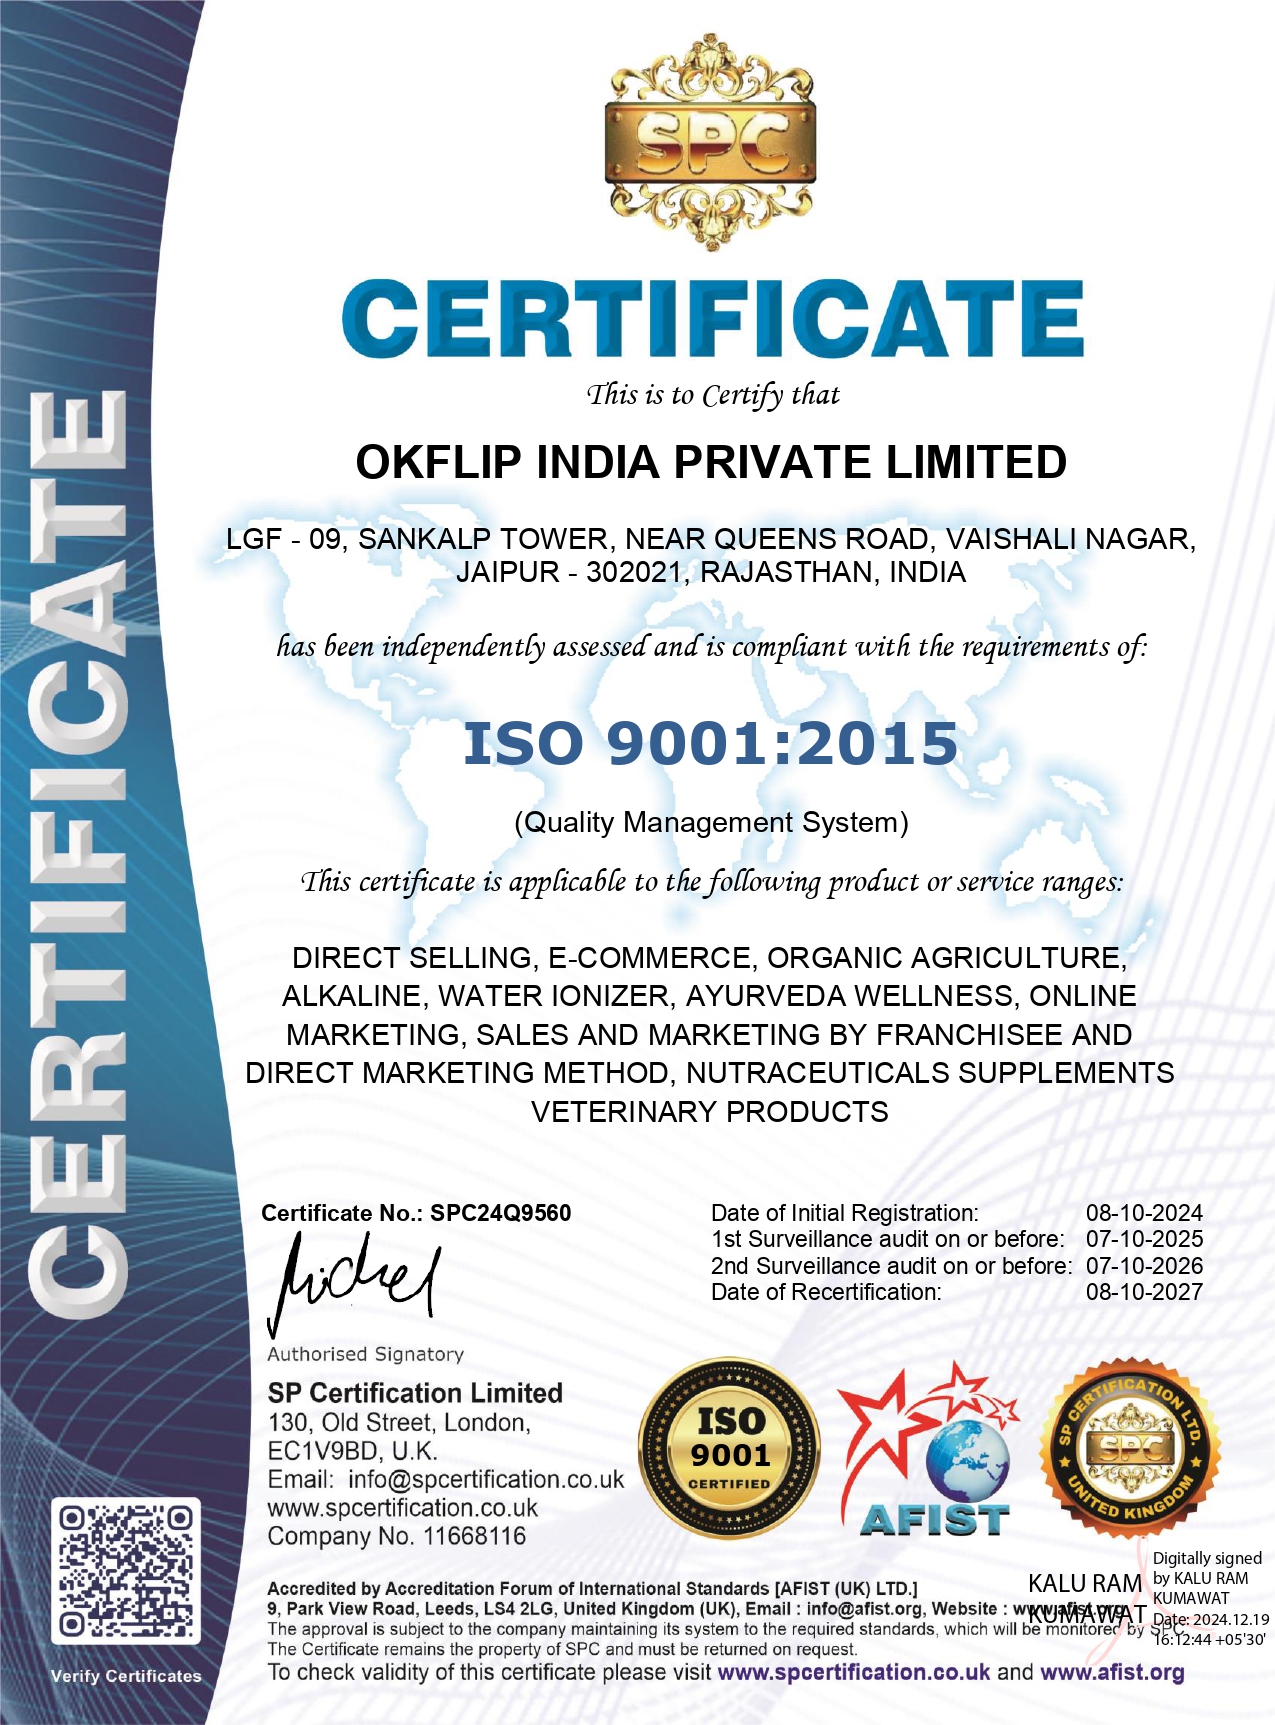 CERTIFICATE
SPC
CERTIFICATE
This is to Certify that
OKFLIP INDIA PRIVATE LIMITED
LGF - 09, SANKALP TOWER, NEAR QUEENS ROAD, VAISHALI NAGAR,
JAIPUR - 302021, RAJASTHAN, INDIA
has been independently assessed and is compliant with the requirements of:
ISO 9001:2015
(Quality Management System)
This certificate is applicable to the following product or service ranges:
DIRECT SELLING, E-COMMERCE, ORGANIC AGRICULTURE,
ALKALINE, WATER IONIZER, AYURVEDA WELLNESS, ONLINE
MARKETING, SALES AND MARKETING BY FRANCHISEE AND
DIRECT MARKETING METHOD, NUTRACEUTICALS SUPPLEMENTS
VETERINARY PRODUCTS
Certificate No.: SPC24Q9560
Date of Initial Registration: 08-10-2024
1st Surveillance audit on or before: 07-10-2025
2nd Surveillance audit on or before: 07-10-2026
Date of Recertification: 08-10-2027
Authorised Signatory
SP Certification Limited
130, Old Street, London,
EC1V9BD, U.K.
Email: info@spcertification.co.uk
www.spcertification.co.uk
Company No. 11668116
ISO
9001
CERTIFIED
AFIST
SP CERTIFICATION LTD.
SPC
UNITED KINGDOM
Verify Certificates
Accredited by Accreditation Forum of International Standards [AFIST (UK) LTD.]
9, Park View Road, Leeds, LS4 2LG, United Kingdom (UK), Email : info@afist.org, Website : www.afist.org
The approval is subject to the company maintaining its system to the required standards, which will be monitored by SPC.
The Certificate remains the property of SPC and must be returned on request.
To check validity of this certificate please visit www.spcertification.co.uk and www.afist.org
KALU RAM
KUMAWAT
Digitally signed
by KALU RAM
KUMAWAT
Date: 2024.12.19
16:12:44 +05'30'